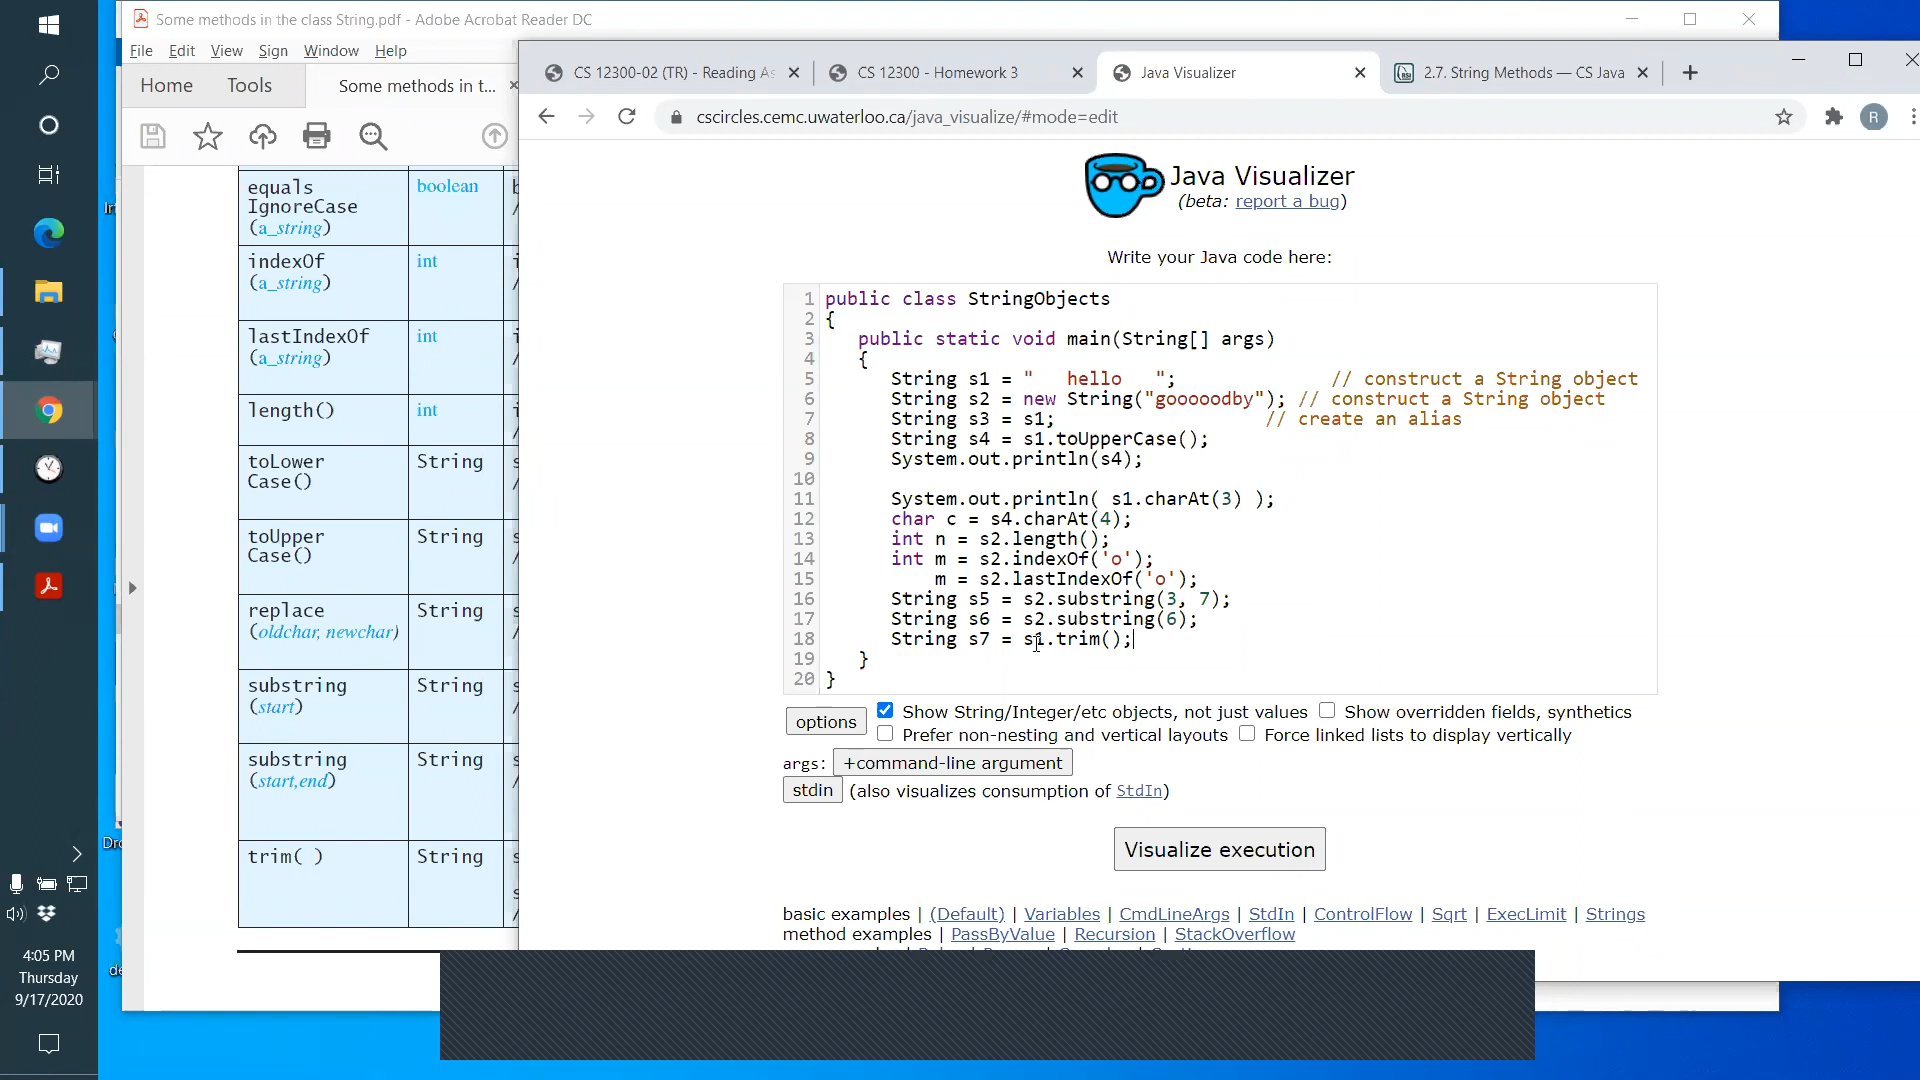 Some methods in the class String.pdf - Adobe Acrobat Reader DC
File Edit View Sign Window Help
Home Tools Some methods in t...
equals
IgnoreCase
(a_string)
boolean
indexOf
(a_string)
int
lastIndexOf
(a_string)
int
length()
int
toLower
Case()
String
toUpper
Case()
String
replace
(oldchar, newchar)
String
substring
(start)
String
substring
(start,end)
String
trim( )
String
CS 12300-02 (TR) - Reading As
CS 12300 - Homework 3
Java Visualizer
2.7. String Methods — CS Java
cscircles.cemc.uwaterloo.ca/java_visualize/#mode=edit
R
Java Visualizer
(beta: report a bug)
Write your Java code here:
1 public class StringObjects
2 {
3 public static void main(String[] args)
4 {
5 String s1 = "   hello   "; // construct a String object
6 String s2 = new String("gooooodby"); // construct a String object
7 String s3 = s1; // create an alias
8 String s4 = s1.toUpperCase();
9 System.out.println(s4);
10
11 System.out.println( s1.charAt(3) );
12 char c = s4.charAt(4);
13 int n = s2.length();
14 int m = s2.indexOf('o');
15 m = s2.lastIndexOf('o');
16 String s5 = s2.substring(3, 7);
17 String s6 = s2.substring(6);
18 String s7 = s1.trim();
19 }
20 }
options Show String/Integer/etc objects, not just values Show overridden fields, synthetics
Prefer non-nesting and vertical layouts Force linked lists to display vertically
args: +command-line argument
stdin (also visualizes consumption of StdIn)
Visualize execution
basic examples | (Default) | Variables | CmdLineArgs | StdIn | ControlFlow | Sqrt | ExecLimit | Strings
method examples | PassByValue | Recursion | StackOverflow
4:05 PM
Thursday
9/17/2020